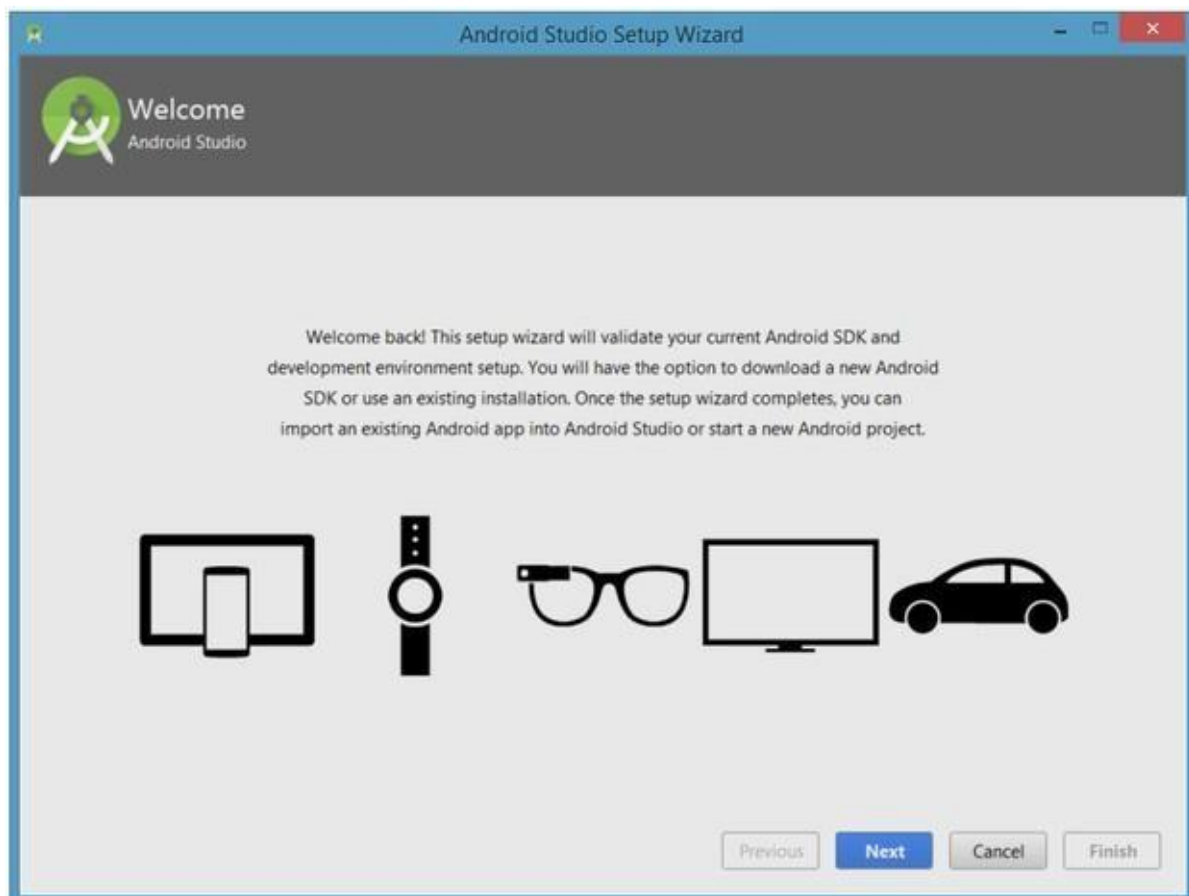 Android Studio Setup Wizard
Welcome
Android Studio
Welcome back! This setup wizard will validate your current Android SDK and
development environment setup. You will have the option to download a new Android
SDK or use an existing installation. Once the setup wizard completes, you can
import an existing Android app into Android Studio or start a new Android project.
Previous Next Cancel Finish